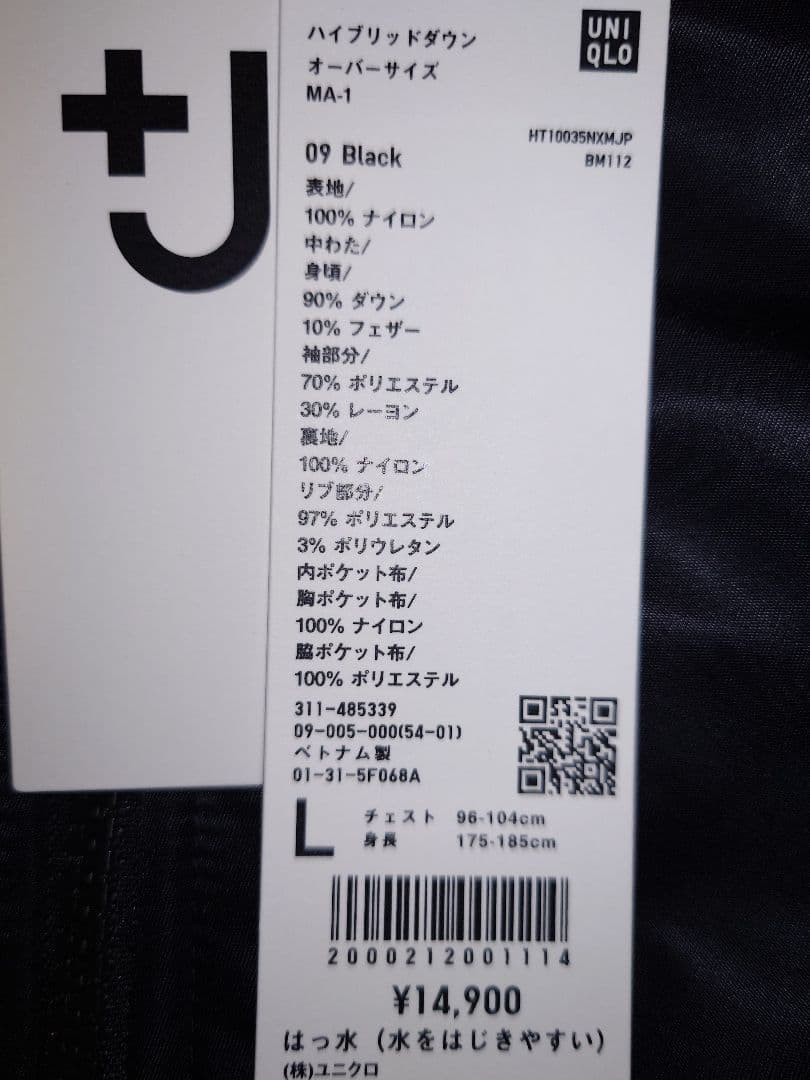 +J
UNI
QLO
ハイブリッドダウン
オーバーサイズ
MA-1
HT10035NXMJP
BM112
09 Black
表地/
100% ナイロン
中わた/
身頃/
90% ダウン
10% フェザー
袖部分/
70% ポリエステル
30% レーヨン
裏地/
100% ナイロン
リブ部分/
97% ポリエステル
3% ポリウレタン
内ポケット布/
胸ポケット布/
100% ナイロン
脇ポケット布/
100% ポリエステル
311-485339
09-005-000(54-01)
ベトナム製
01-31-5F068A
L
チェスト 96-104cm
身長 175-185cm
2000212001114
¥14,900
はっ水 (水をはじきやすい)
(株)ユニクロ